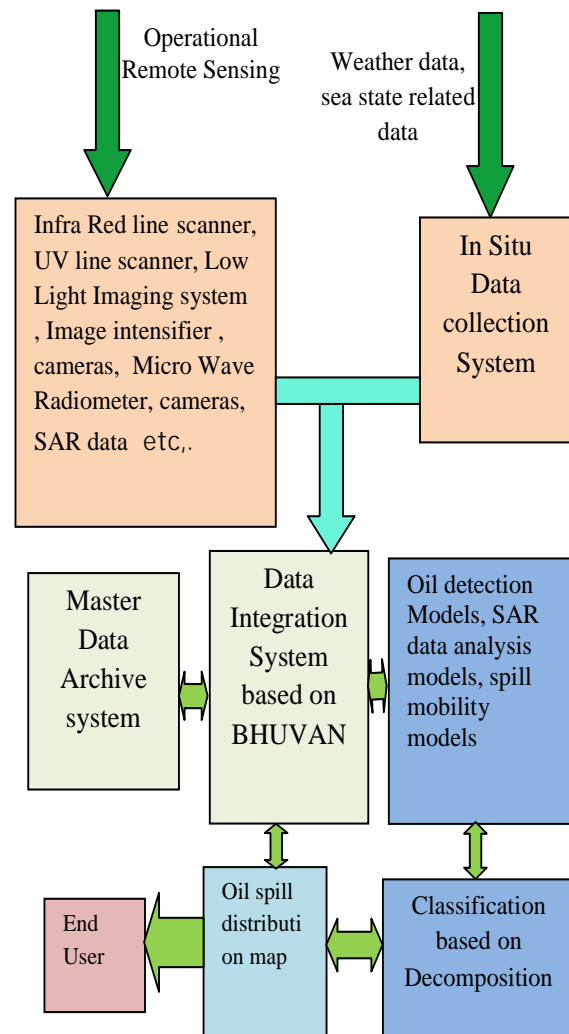 Operational
Remote Sensing
Weather data,
sea state related
data
Infra Red line scanner,
UV line scanner, Low
Light Imaging system
, Image intensifier ,
cameras, Micro Wave
Radiometer, cameras,
SAR data etc,.
In Situ
Data
collection
System
Master
Data
Archive
system
Data
Integration
System
based on
BHUVAN
Oil detection
Models, SAR
data analysis
models, spill
mobility
models
End
User
Oil spill
distributi
on map
Classification
based on
Decomposition